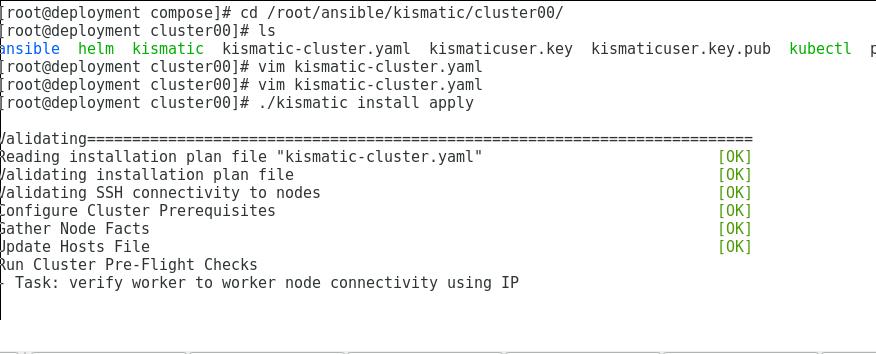 [root@deployment compose]# cd /root/ansible/kismatic/cluster00/
[root@deployment cluster00]# ls
ansible  helm  kismatic  kismatic-cluster.yaml  kismaticuser.key  kismaticuser.key.pub  kubectl
[root@deployment cluster00]# vim kismatic-cluster.yaml
[root@deployment cluster00]# vim kismatic-cluster.yaml
[root@deployment cluster00]# ./kismatic install apply
Validating==========================================================================
Reading installation plan file "kismatic-cluster.yaml" [OK]
Validating installation plan file [OK]
Validating SSH connectivity to nodes [OK]
Configure Cluster Prerequisites [OK]
Gather Node Facts [OK]
Update Hosts File [OK]
Run Cluster Pre-Flight Checks
- Task: verify worker to worker node connectivity using IP